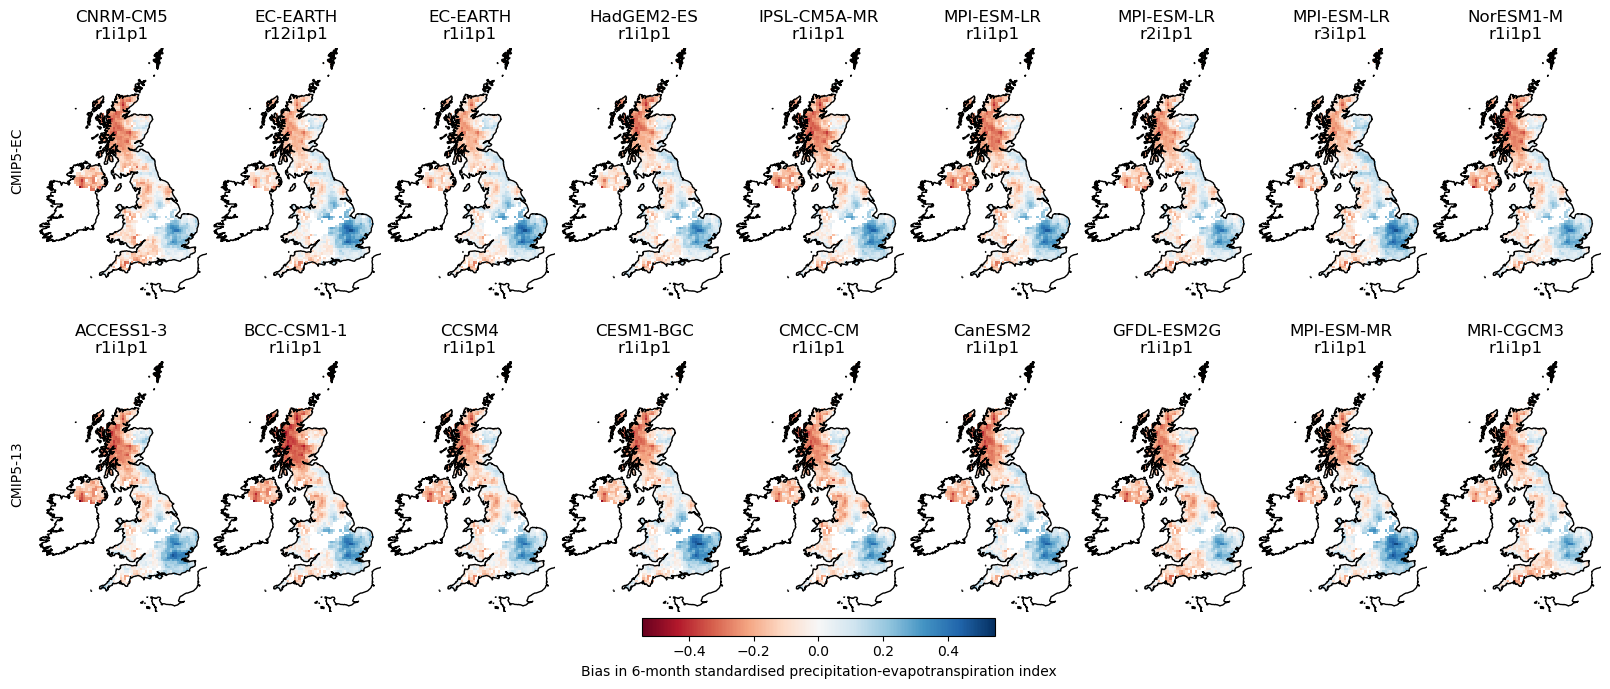 CNRM-CM5
r1i1p1
EC-EARTH
r12i1p1
EC-EARTH
r1i1p1
HadGEM2-ES
r1i1p1
IPSL-CM5A-MR
r1i1p1
MPI-ESM-LR
r1i1p1
MPI-ESM-LR
r2i1p1
MPI-ESM-LR
r3i1p1
NorESM1-M
r1i1p1
CMIP5-EC
ACCESS1-3
r1i1p1
BCC-CSM1-1
r1i1p1
CCSM4
r1i1p1
CESM1-BGC
r1i1p1
CMCC-CM
r1i1p1
CanESM2
r1i1p1
GFDL-ESM2G
r1i1p1
MPI-ESM-MR
r1i1p1
MRI-CGCM3
r1i1p1
CMIP5-13
−0.4 −0.2 0.0 0.2 0.4
Bias in 6-month standardised precipitation-evapotranspiration index